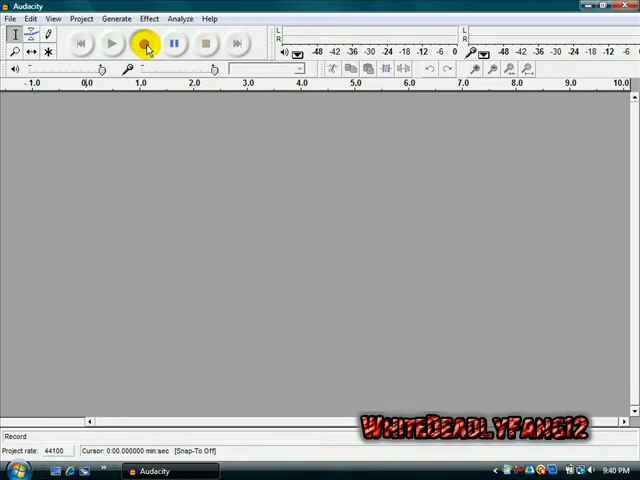 Audacity
File Edit View Project Generate Effect Analyze Help
L
R
-48 -42 -36 -30 -24 -18 -12 -6 0
L
R
-48 -42 -36 -30 -24 -18 -12 -6 0
-1.0 0.0 1.0 2.0 3.0 4.0 5.0 6.0 7.0 8.0 9.0 10.0
WhiteDeadlyFang12
Record
Project rate: 44100 Cursor: 0:00.000000 min:sec [Snap-To Off]
Audacity 9:40 PM